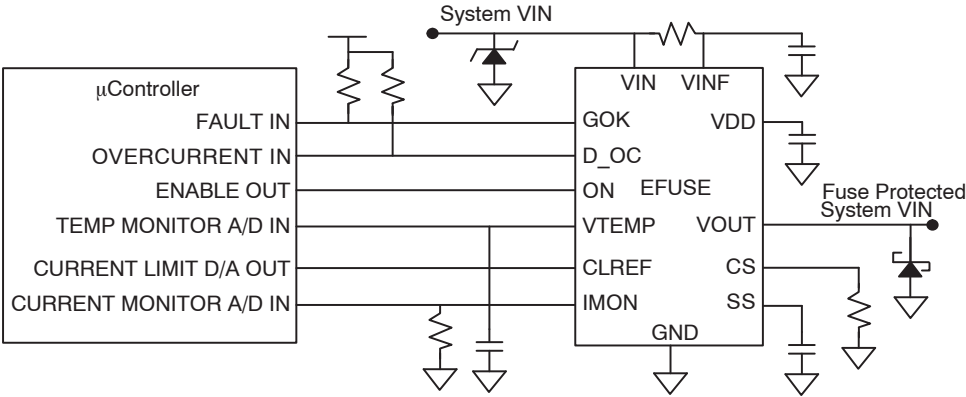 System VIN
μController
FAULT IN
OVERCURRENT IN
ENABLE OUT
TEMP MONITOR A/D IN
CURRENT LIMIT D/A OUT
CURRENT MONITOR A/D IN
VIN
VINF
GOK
D_OC
ON
EFUSE
VTEMP
CLREF
IMON
GND
VDD
VOUT
CS
SS
Fuse Protected
System VIN